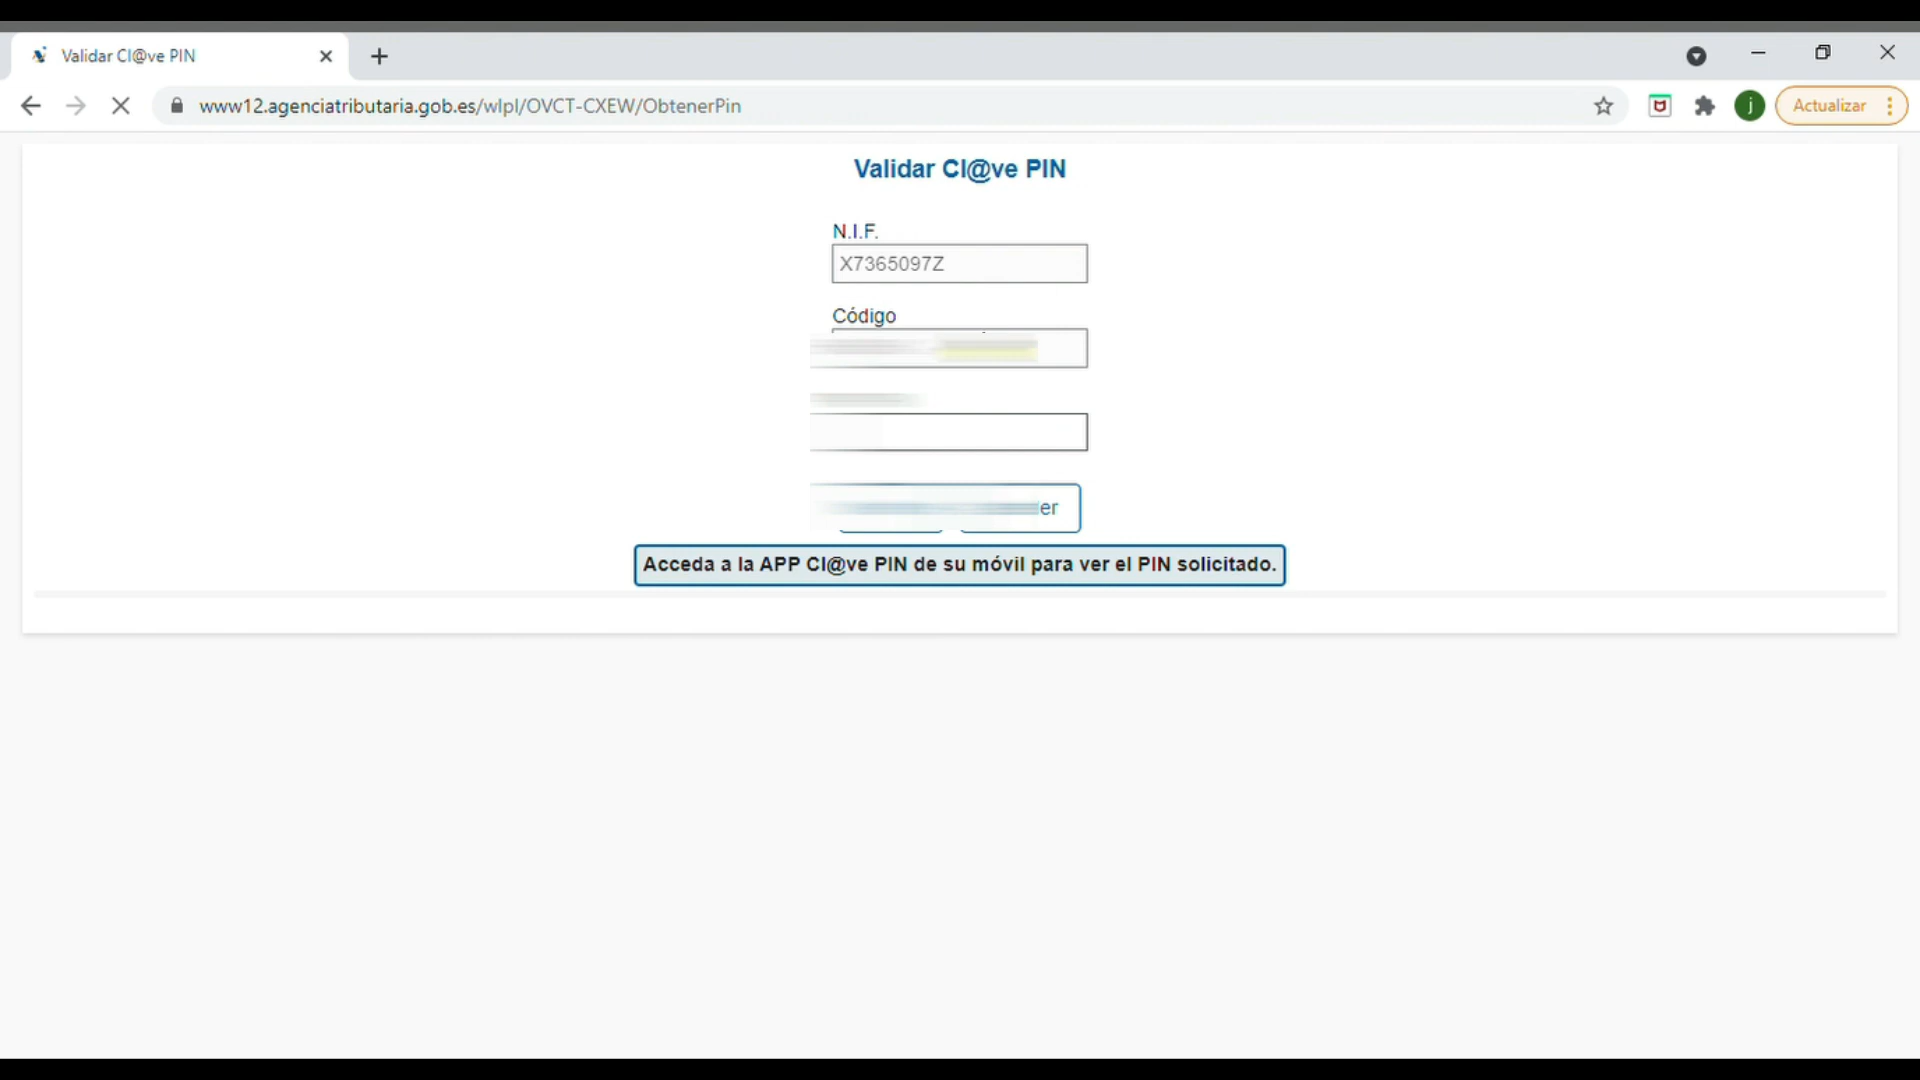 Validar Cl@ve PIN
www12.agenciatributaria.gob.es/wlpl/OVCT-CXEW/ObtenerPin
j
Actualizar
Validar Cl@ve PIN
N.I.F.
X7365097Z
Código
er
Acceda a la APP Cl@ve PIN de su móvil para ver el PIN solicitado.